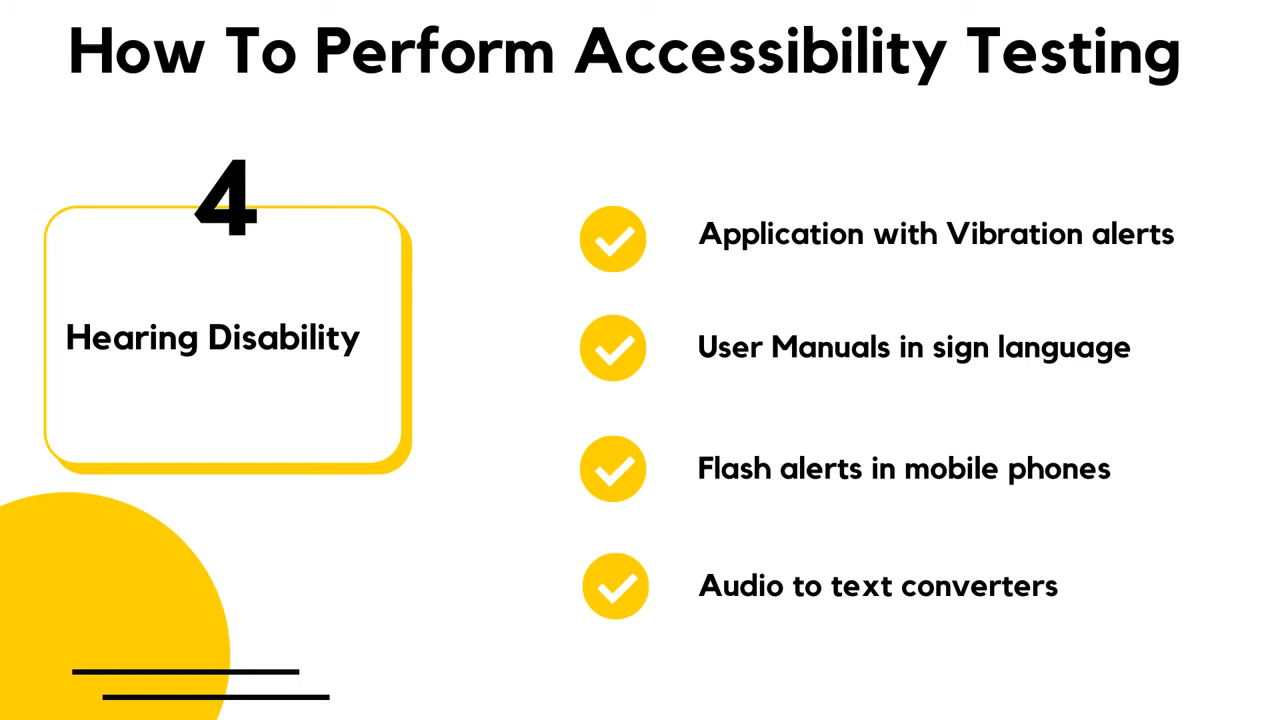 How To Perform Accessibility Testing
4
Hearing Disability
Application with Vibration alerts
User Manuals in sign language
Flash alerts in mobile phones
Audio to text converters